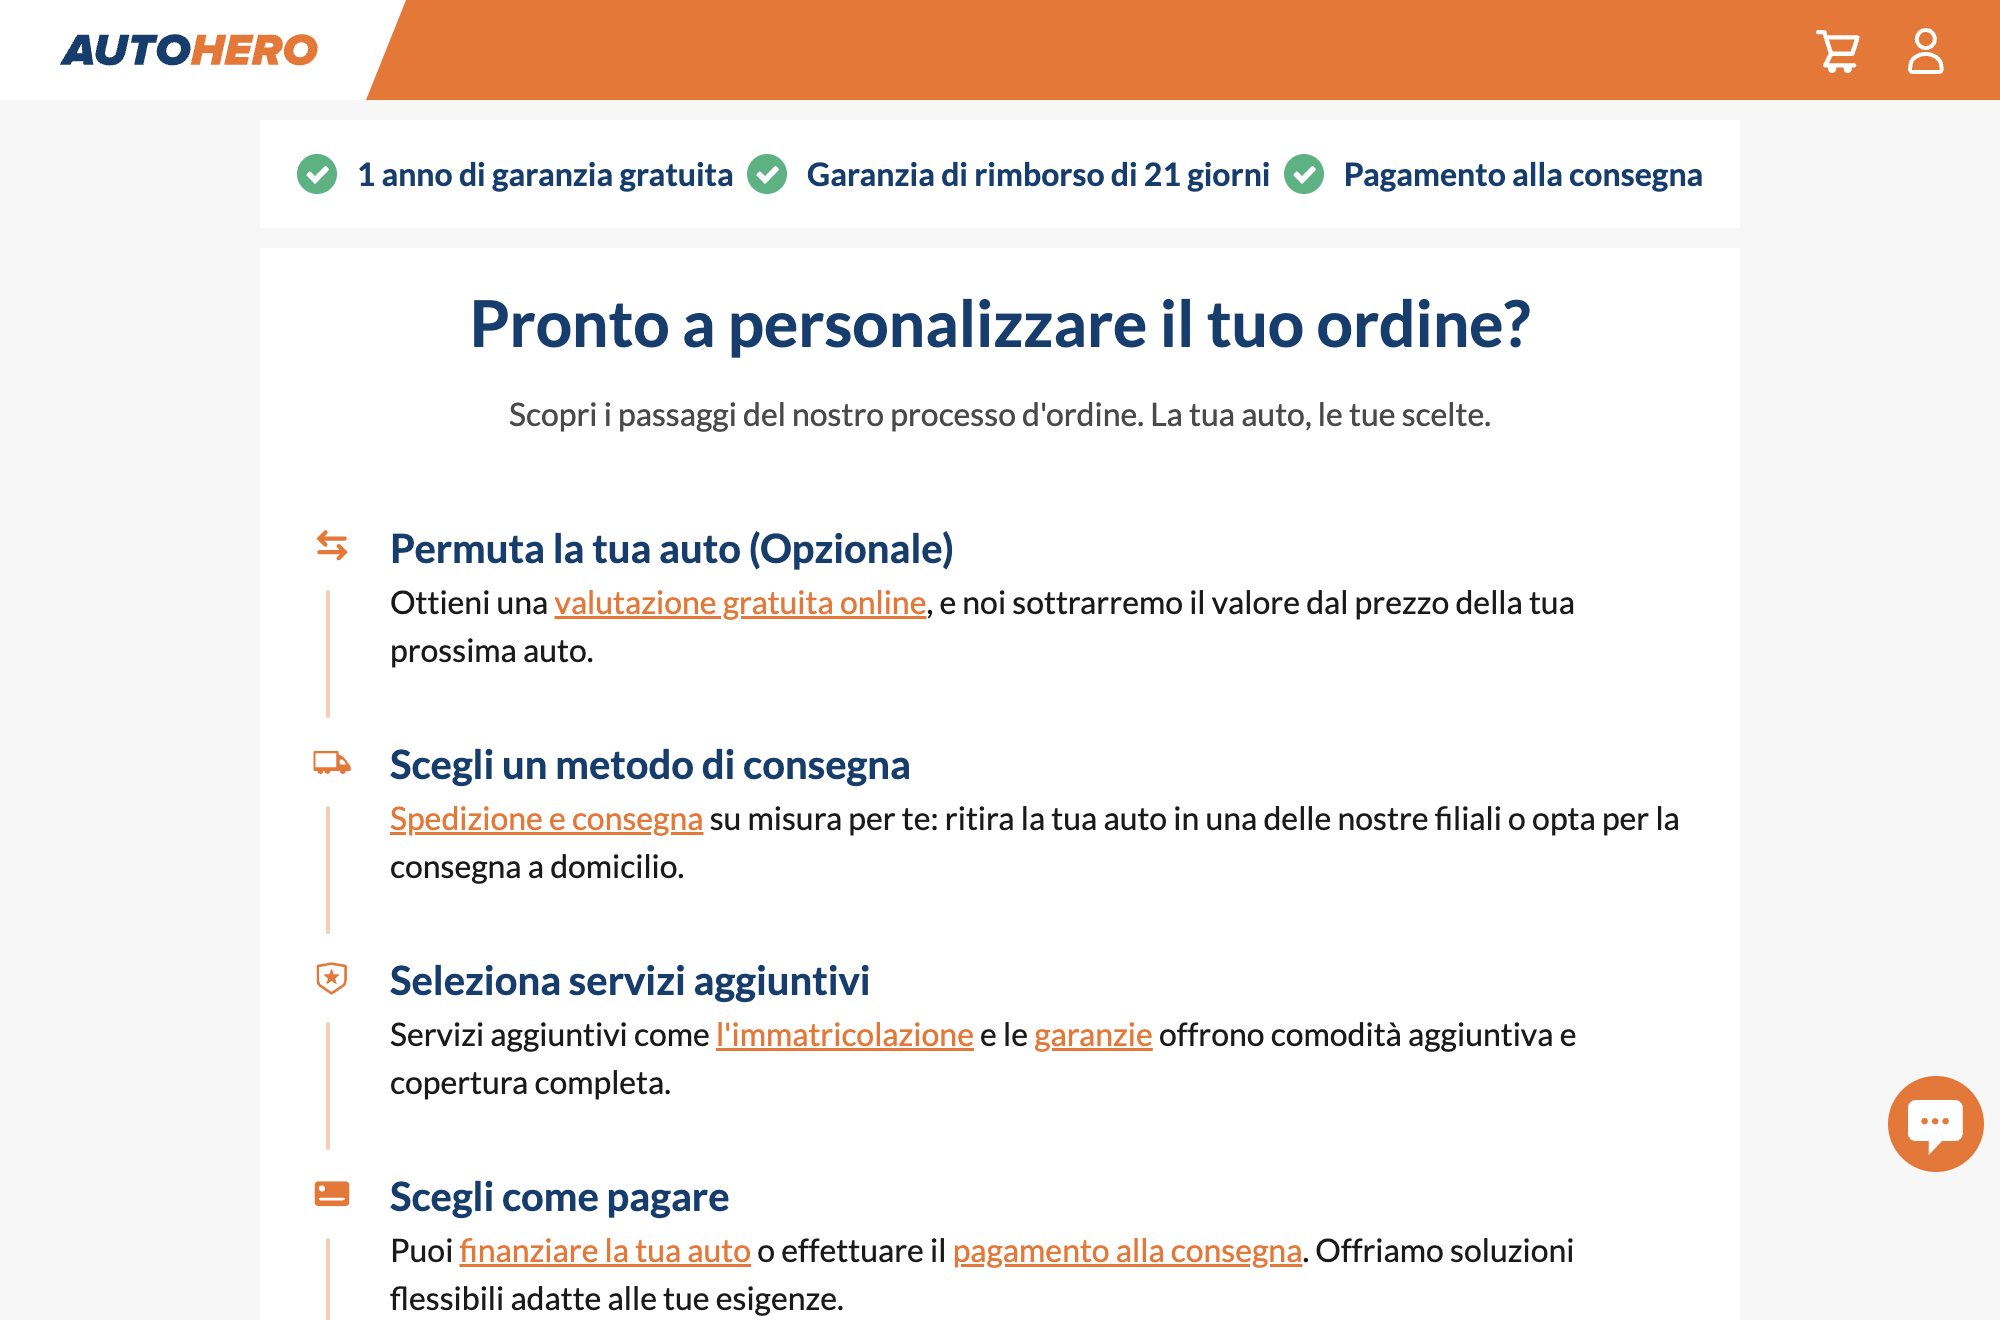 AUTOHERO
1 anno di garanzia gratuita Garanzia di rimborso di 21 giorni Pagamento alla consegna
Pronto a personalizzare il tuo ordine?
Scopri i passaggi del nostro processo d'ordine. La tua auto, le tue scelte.
Permuta la tua auto (Opzionale)
Ottieni una valutazione gratuita online, e noi sottrarremo il valore dal prezzo della tua
prossima auto.
Scegli un metodo di consegna
Spedizione e consegna su misura per te: ritira la tua auto in una delle nostre filiali o opta per la
consegna a domicilio.
Seleziona servizi aggiuntivi
Servizi aggiuntivi come l'immatricolazione e le garanzie offrono comodità aggiuntiva e
copertura completa.
Scegli come pagare
Puoi finanziare la tua auto o effettuare il pagamento alla consegna. Offriamo soluzioni
flessibili adatte alle tue esigenze.